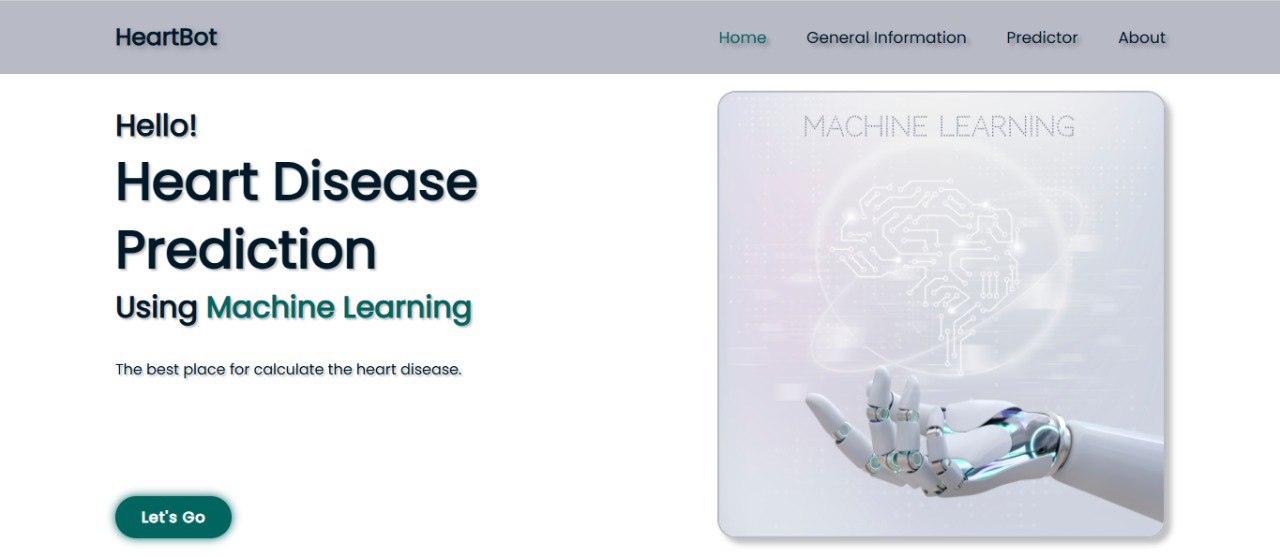 HeartBot
Home General Information Predictor About
Hello!
Heart Disease
Prediction
Using Machine Learning
The best place for calculate the heart disease.
Let's Go
MACHINE LEARNING